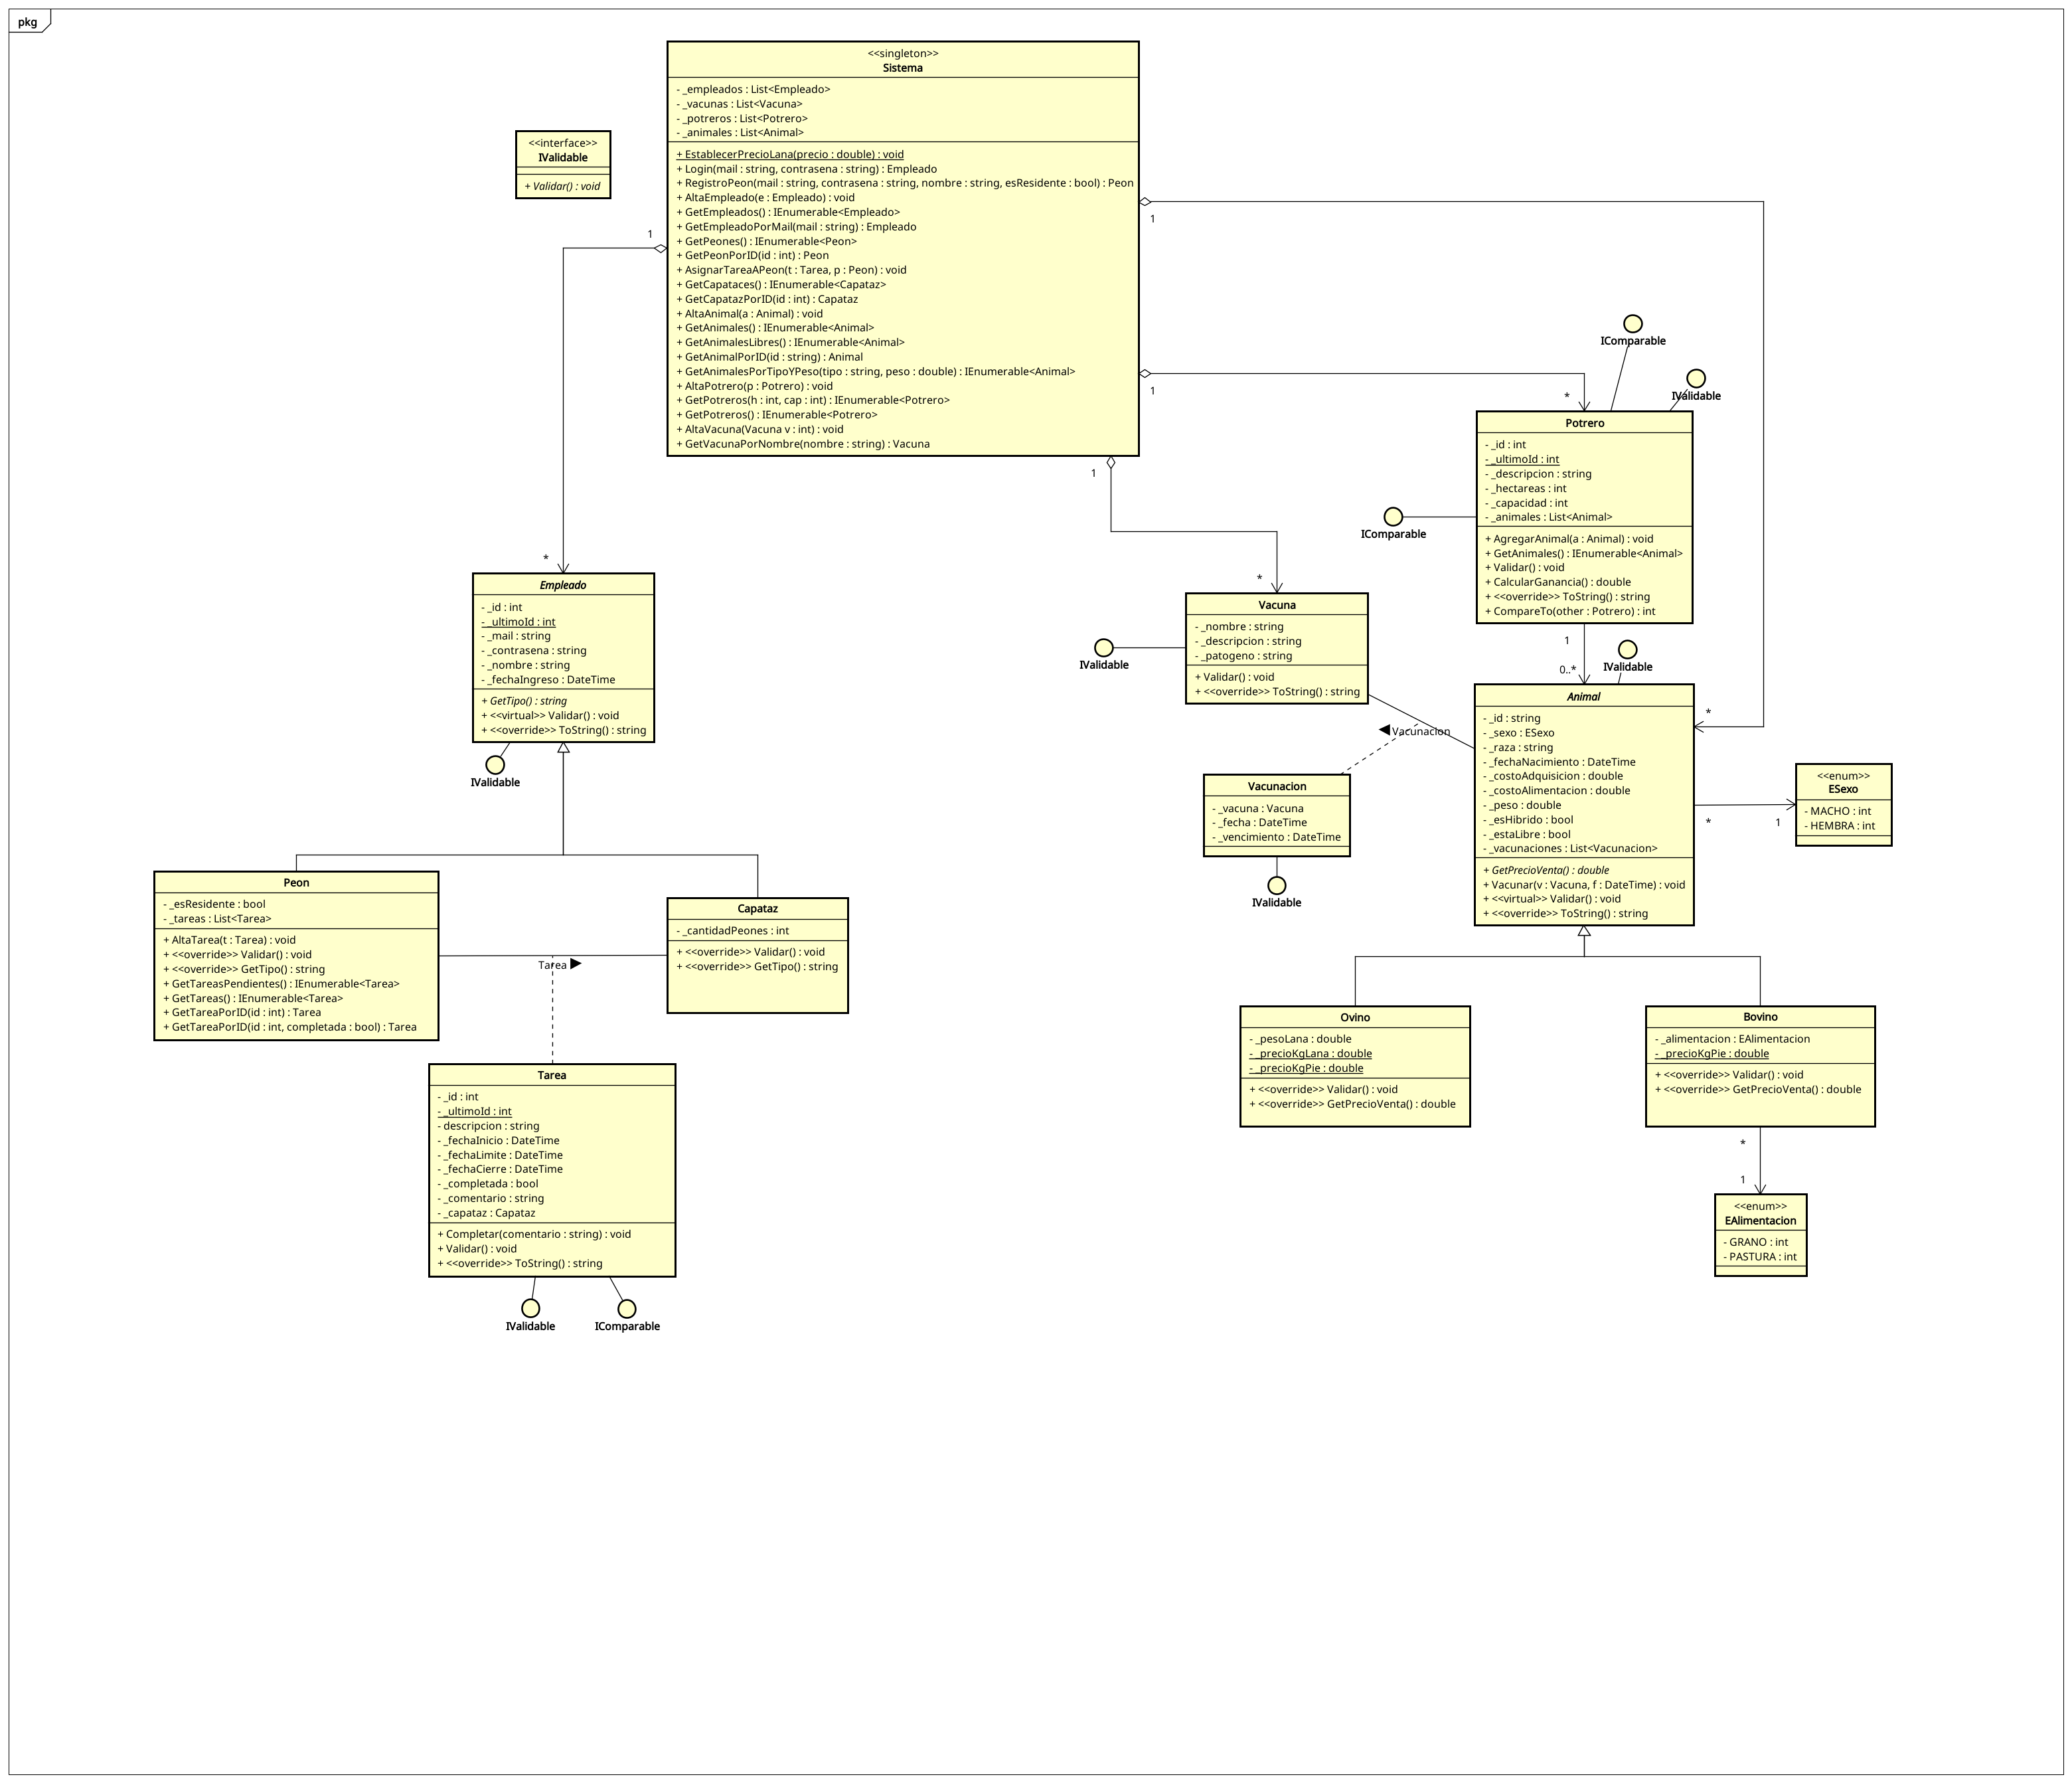 pkg
<<singleton>>
Sistema
- _empleados : List<Empleado>
- _vacunas : List<Vacuna>
- _potreros : List<Potrero>
- _animales : List<Animal>
+ EstablecerPrecioLana(precio : double) : void
+ Login(mail : string, contrasena : string) : Empleado
+ RegistroPeon(mail : string, contrasena : string, nombre : string, esResidente : bool) : Peon
+ AltaEmpleado(e : Empleado) : void
+ GetEmpleados() : IEnumerable<Empleado>
+ GetEmpleadoPorMail(mail : string) : Empleado
+ GetPeones() : IEnumerable<Peon>
+ GetPeonPorID(id : int) : Peon
+ AsignarTareaAPeon(t : Tarea, p : Peon) : void
+ GetCapataces() : IEnumerable<Capataz>
+ GetCapatazPorID(id : int) : Capataz
+ AltaAnimal(a : Animal) : void
+ GetAnimales() : IEnumerable<Animal>
+ GetAnimalesLibres() : IEnumerable<Animal>
+ GetAnimalPorID(id : string) : Animal
+ GetAnimalesPorTipoYPeso(tipo : string, peso : double) : IEnumerable<Animal>
+ AltaPotrero(p : Potrero) : void
+ GetPotreros(h : int, cap : int) : IEnumerable<Potrero>
+ GetPotreros() : IEnumerable<Potrero>
+ AltaVacuna(Vacuna v : int) : void
+ GetVacunaPorNombre(nombre : string) : Vacuna
<<interface>>
IValidable
+ Validar() : void
1
1
1
1
*
*
*
*
IComparable
IValidable
Potrero
- _id : int
- _ultimoId : int
- _descripcion : string
- _hectareas : int
- _capacidad : int
- _animales : List<Animal>
+ AgregarAnimal(a : Animal) : void
+ GetAnimales() : IEnumerable<Animal>
+ Validar() : void
+ CalcularGanancia() : double
+ <<override>> ToString() : string
+ CompareTo(other : Potrero) : int
IComparable
1
0..*
Empleado
- _id : int
- _ultimoId : int
- _mail : string
- _contrasena : string
- _nombre : string
- _fechaIngreso : DateTime
+ GetTipo() : string
+ <<virtual>> Validar() : void
+ <<override>> ToString() : string
IValidable
Vacuna
- _nombre : string
- _descripcion : string
- _patogeno : string
+ Validar() : void
+ <<override>> ToString() : string
IValidable
IValidable
Animal
- _id : string
- _sexo : ESexo
- _raza : string
- _fechaNacimiento : DateTime
- _costoAdquisicion : double
- _costoAlimentacion : double
- _peso : double
- _esHibrido : bool
- _estaLibre : bool
- _vacunaciones : List<Vacunacion>
+ GetPrecioVenta() : double
+ Vacunar(v : Vacuna, f : DateTime) : void
+ <<virtual>> Validar() : void
+ <<override>> ToString() : string
Vacunacion
Vacunacion
- _vacuna : Vacuna
- _fecha : DateTime
- _vencimiento : DateTime
IValidable
*
1
<<enum>>
ESexo
- MACHO : int
- HEMBRA : int
Peon
- _esResidente : bool
- _tareas : List<Tarea>
+ AltaTarea(t : Tarea) : void
+ <<override>> Validar() : void
+ <<override>> GetTipo() : string
+ GetTareasPendientes() : IEnumerable<Tarea>
+ GetTareas() : IEnumerable<Tarea>
+ GetTareaPorID(id : int) : Tarea
+ GetTareaPorID(id : int, completada : bool) : Tarea
Capataz
- _cantidadPeones : int
+ <<override>> Validar() : void
+ <<override>> GetTipo() : string
Tarea
Tarea
- _id : int
- _ultimoId : int
- descripcion : string
- _fechaInicio : DateTime
- _fechaLimite : DateTime
- _fechaCierre : DateTime
- _completada : bool
- _comentario : string
- _capataz : Capataz
+ Completar(comentario : string) : void
+ Validar() : void
+ <<override>> ToString() : string
IValidable
IComparable
Ovino
- _pesoLana : double
- _precioKgLana : double
- _precioKgPie : double
+ <<override>> Validar() : void
+ <<override>> GetPrecioVenta() : double
Bovino
- _alimentacion : EAlimentacion
- _precioKgPie : double
+ <<override>> Validar() : void
+ <<override>> GetPrecioVenta() : double
*
1
<<enum>>
EAlimentacion
- GRANO : int
- PASTURA : int